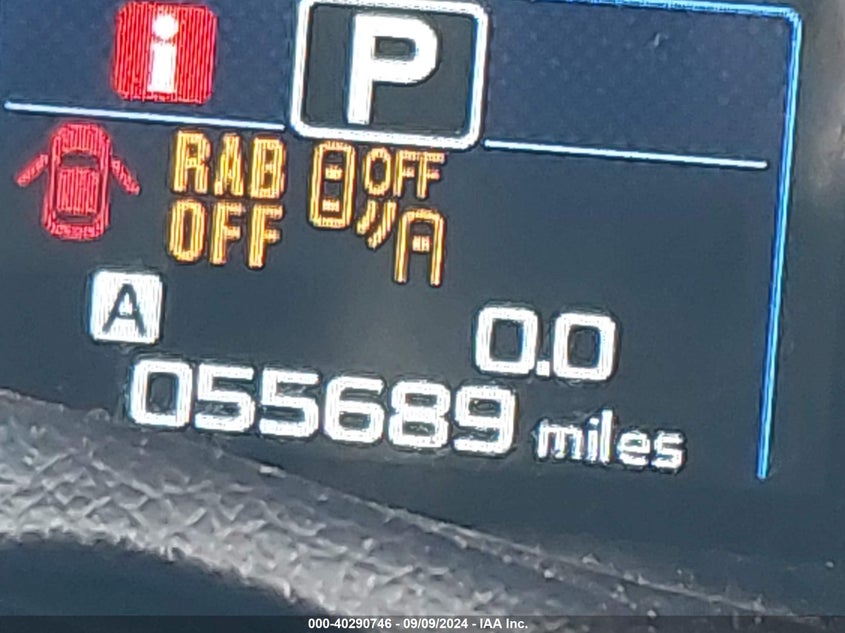 i P
RAB OFF
OFF
A 0.0
055689 miles
000-40290746 - 09/09/2024 - IAA Inc.